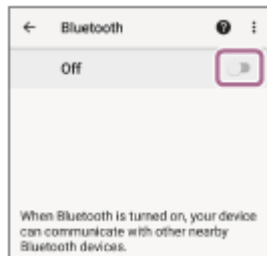 Bluetooth
Off
When Bluetooth is turned on, your device
can communicate with other nearby
Bluetooth devices.